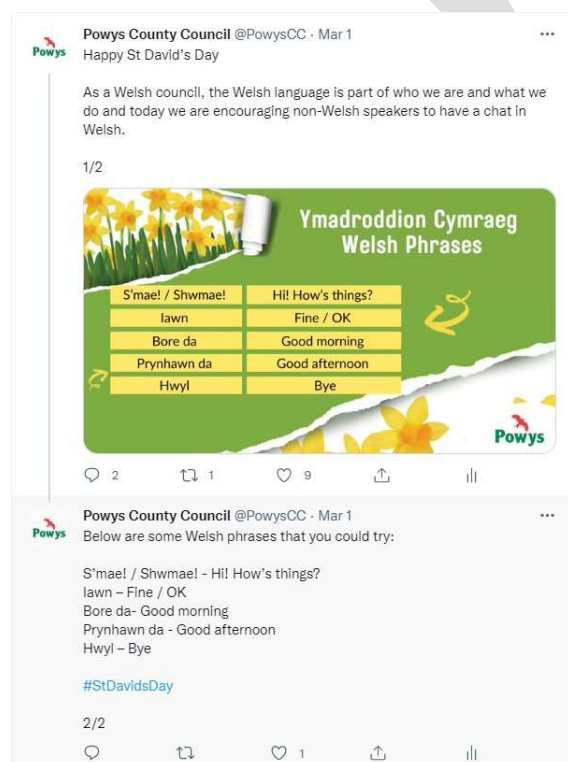 Powys County Council @PowysCC · Mar 1
Powys
Happy St David's Day
As a Welsh council, the Welsh language is part of who we are and what we
do and today we are encouraging non-Welsh speakers to have a chat in
Welsh.
1/2
Ymadroddion Cymraeg
Welsh Phrases
S'mae! / Shwmae! Hi! How's things?
Iawn Fine / OK
Bore da Good morning
Prynhawn da Good afternoon
Hwyl Bye
Powys
2 1 9
Powys County Council @PowysCC · Mar 1
Powys
Below are some Welsh phrases that you could try:
S'mae! / Shwmae! - Hi! How's things?
Iawn – Fine / OK
Bore da- Good morning
Prynhawn da - Good afternoon
Hwyl – Bye
#StDavidsDay
2/2
1